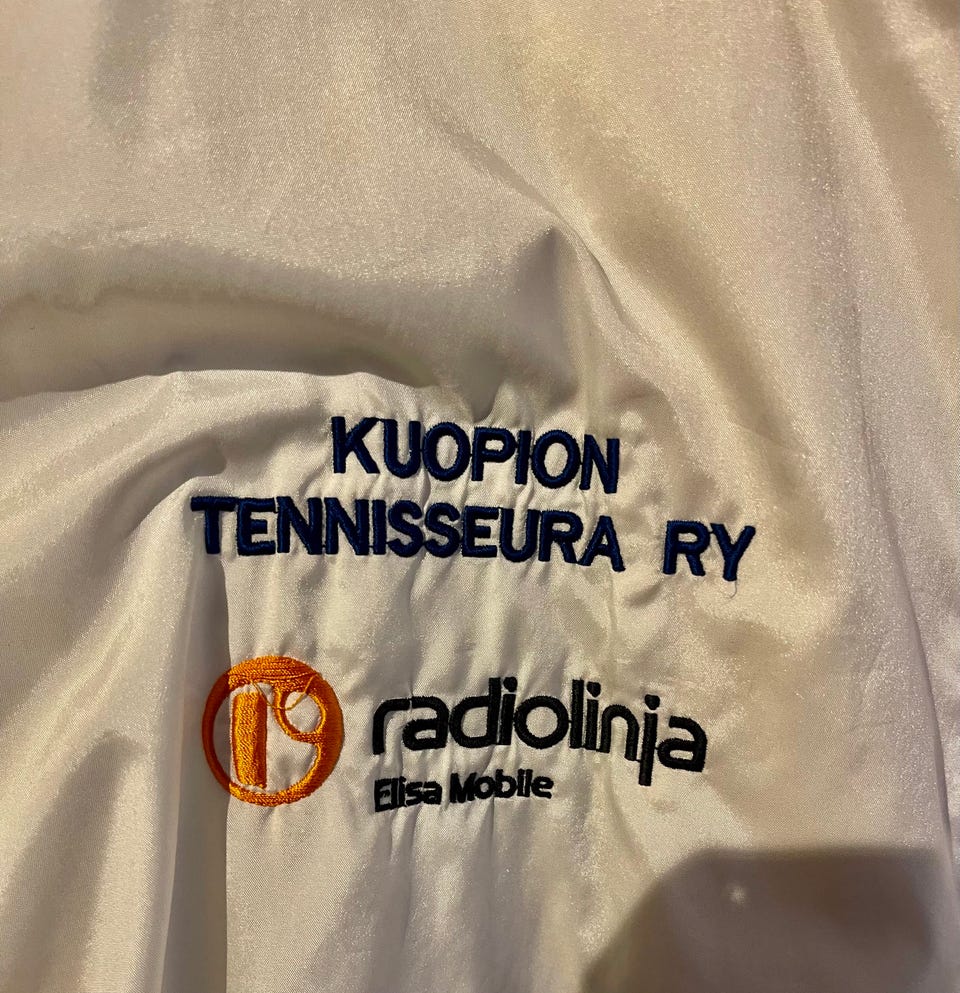 KUOPION
TENNISSEURA RY
radiolinja
Elisa Mobile